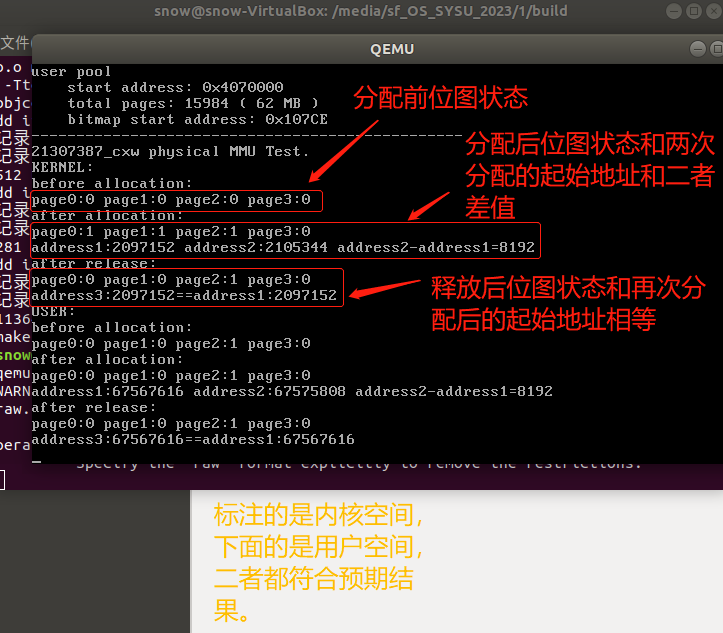 snow@snow-VirtualBox: /media/sf_OS_SYSU_2023/1/build
文件
QEMU
user pool
start address: 0x4070000
total pages: 15984 ( 62 MB )
bitmap start address: 0x107CE
分配前位图状态
21307387_cxw physical MMU Test.
KERNEL:
before allocation:
page0:0 page1:0 page2:0 page3:0
分配后位图状态和两次
分配的起始地址和二者
差值
after allocation:
page0:1 page1:1 page2:1 page3:0
address1:2097152 address2:2105344 address2-address1=8192
after release:
page0:0 page1:0 page2:1 page3:0
address3:2097152==address1:2097152
释放后位图状态和再次分
配后的起始地址相等
USER:
before allocation:
page0:0 page1:0 page2:1 page3:0
after allocation:
page0:0 page1:0 page2:1 page3:0
address1:67567616 address2:67575808 address2-address1=8192
after release:
page0:0 page1:0 page2:1 page3:0
address3:67567616==address1:67567616
Specify the 'raw' format explicitly to remove the restrictions.
标注的是内核空间，
下面的是用户空间，
二者都符合预期结
果。